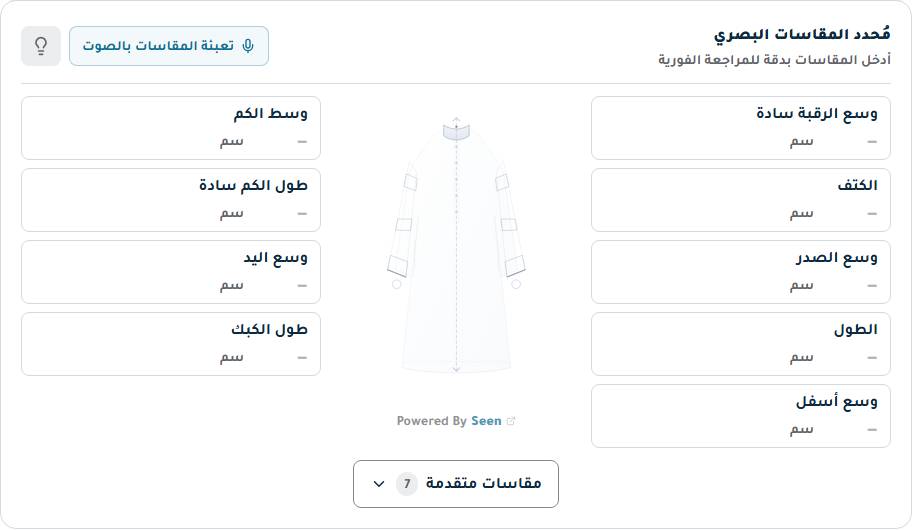 مُحدد المقاسات البصري
أدخل المقاسات بدقة للمراجعة الفورية
تعبئة المقاسات بالصوت
وسع الرقبة سادة
– سم
الكتف
– سم
وسع الصدر
– سم
الطول
– سم
وسع أسفل
– سم
وسط الكم
– سم
طول الكم سادة
– سم
وسع اليد
– سم
طول الكبك
– سم
Powered By Seen
مقاسات متقدمة 7